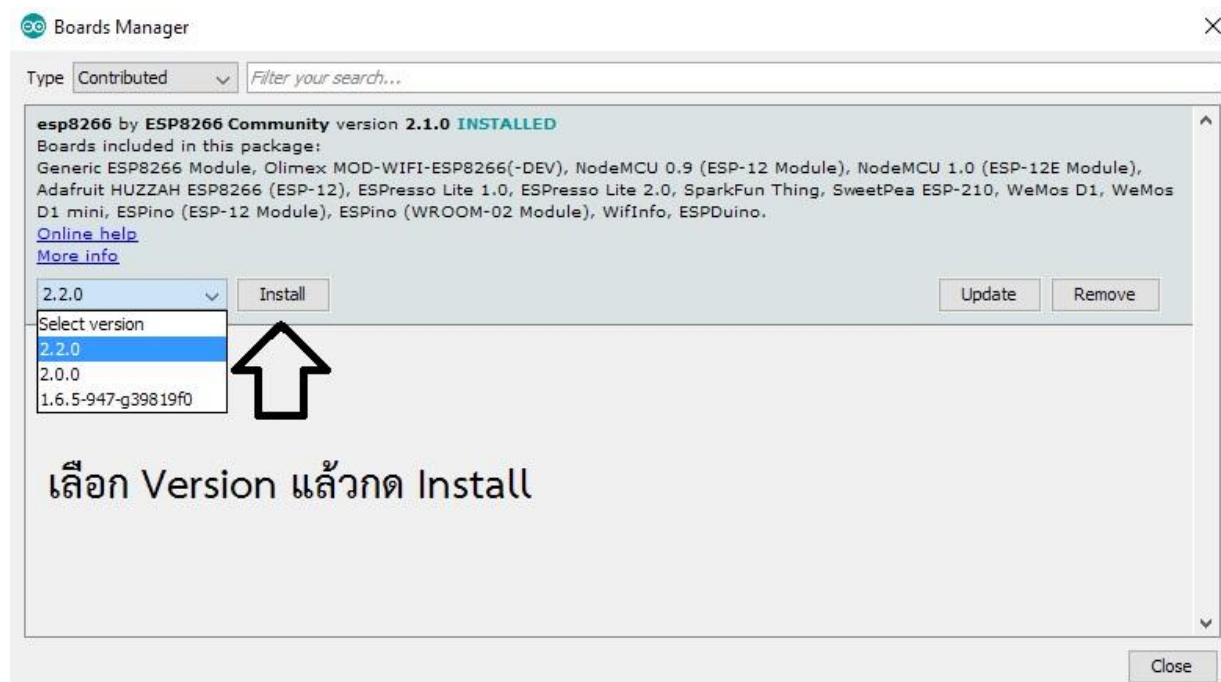 Boards Manager
Type Contributed Filter your search...
esp8266 by ESP8266 Community version 2.1.0 INSTALLED
Boards included in this package:
Generic ESP8266 Module, Olimex MOD-WIFI-ESP8266(-DEV), NodeMCU 0.9 (ESP-12 Module), NodeMCU 1.0 (ESP-12E Module),
Adafruit HUZZAH ESP8266 (ESP-12), ESPresso Lite 1.0, ESPresso Lite 2.0, SparkFun Thing, SweetPea ESP-210, WeMos D1, WeMos
D1 mini, ESPino (ESP-12 Module), ESPino (WROOM-02 Module), WifInfo, ESPDuino.
Online help
More info
2.2.0 Install Update Remove
Select version
2.2.0
2.0.0
1.6.5-947-g39819f0
เลือก Version แล้วกด Install
Close